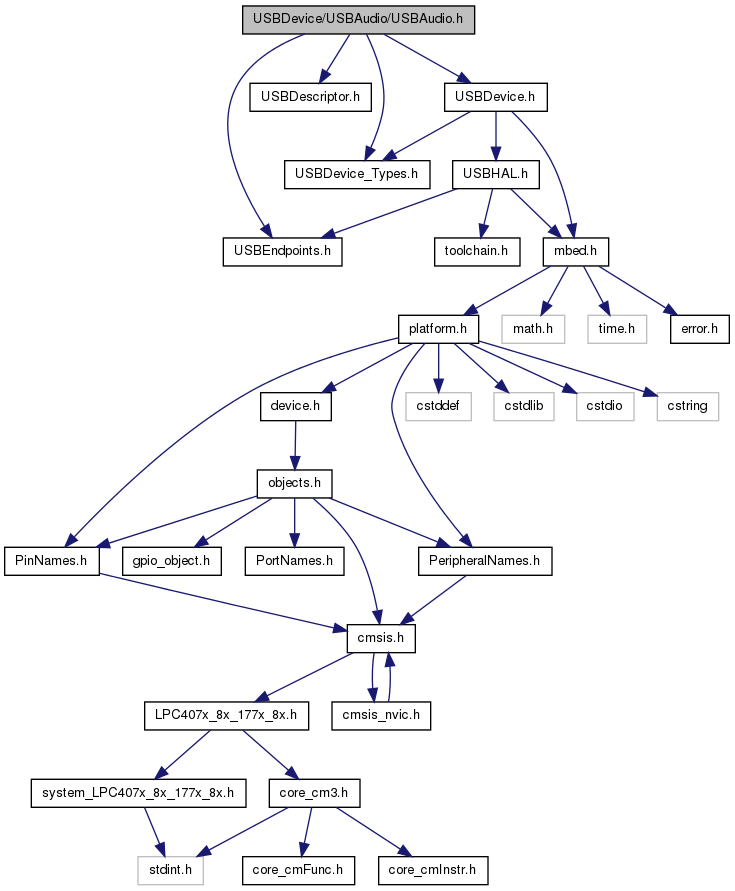 USBDevice/USBAudio/USBAudio.h
USBDescriptor.h
USBDevice.h
USBDevice_Types.h
USBHAL.h
USBEndpoints.h
toolchain.h
mbed.h
platform.h
math.h
time.h
error.h
device.h
cstddef
cstdlib
cstdio
cstring
objects.h
PinNames.h
gpio_object.h
PortNames.h
PeripheralNames.h
cmsis.h
LPC407x_8x_177x_8x.h
cmsis_nvic.h
system_LPC407x_8x_177x_8x.h
core_cm3.h
stdint.h
core_cmFunc.h
core_cmInstr.h